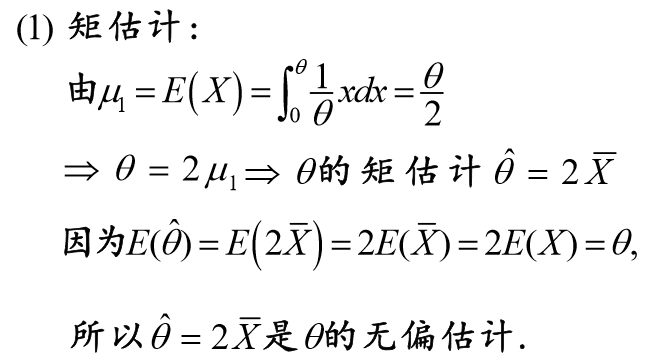 (1) 矩估计:
由μ₁ = E(X) = ∫₀^θ (1/θ) xdx = θ/2
⇒ θ = 2μ₁ ⇒ θ的矩估计 θ̂ = 2X̄
因为E(θ̂) = E(2X̄) = 2E(X̄) = 2E(X) = θ,
所以θ̂ = 2X̄是θ的无偏估计.